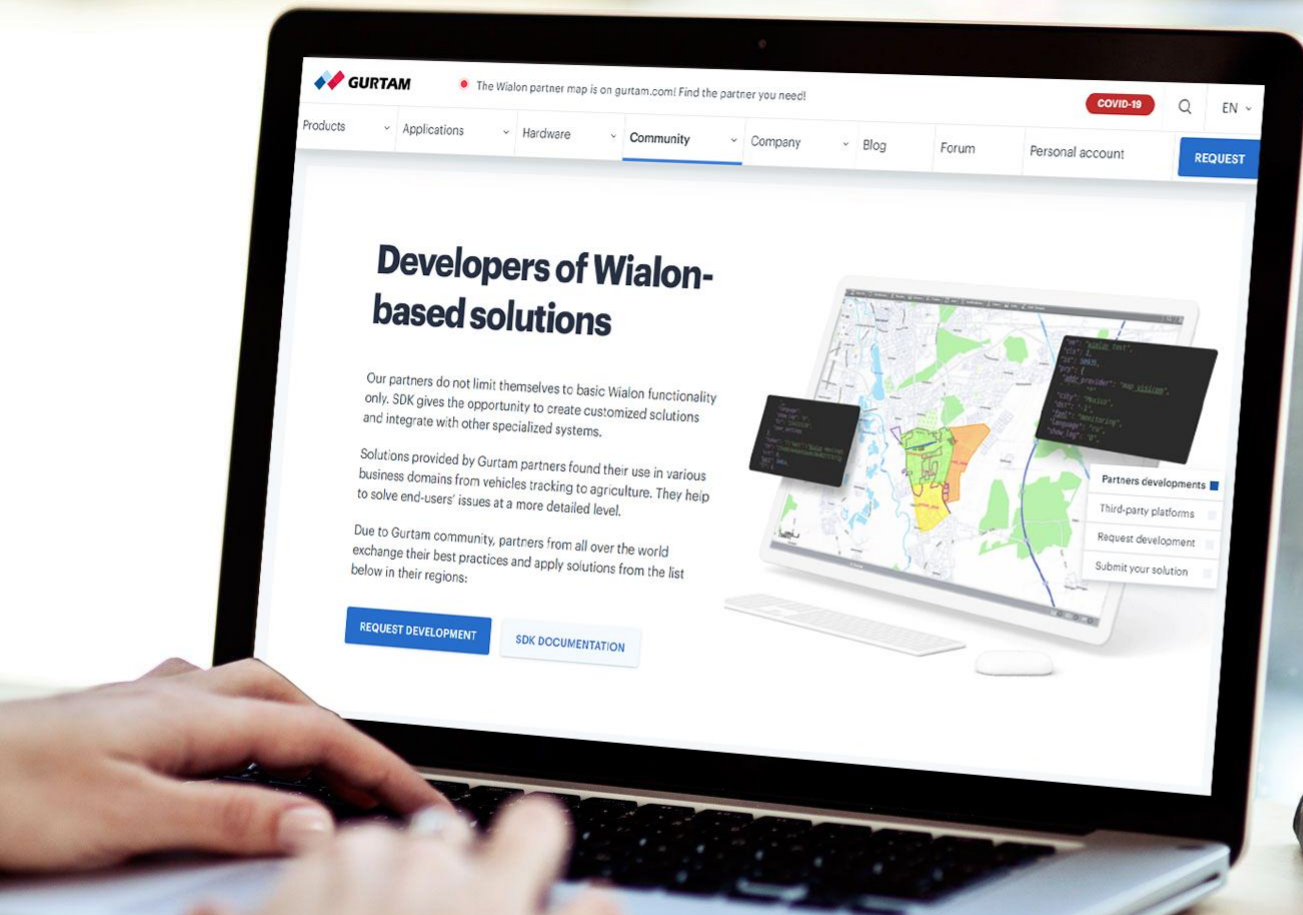 GURTAM
The Wialon partner map is on gurtam.com! Find the partner you need!
COVID-19
EN
Products
Applications
Hardware
Community
Company
Blog
Forum
Personal account
REQUEST
Developers of Wialon-
based solutions
Our partners do not limit themselves to basic Wialon functionality
only. SDK gives the opportunity to create customized solutions
and integrate with other specialized systems.
Solutions provided by Gurtam partners found their use in various
business domains from vehicles tracking to agriculture. They help
to solve end-users' issues at a more detailed level.
Due to Gurtam community, partners from all over the world
exchange their best practices and apply solutions from the list
below in their regions:
REQUEST DEVELOPMENT
SDK DOCUMENTATION
Partners developments
Third-party platforms
Request development
Submit your solution